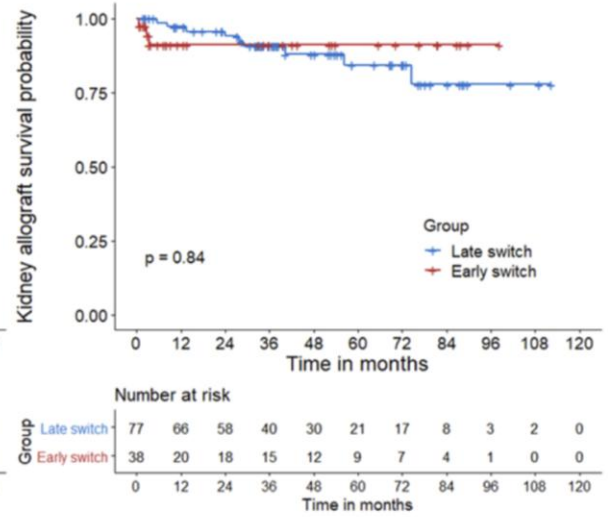 Kidney allograft survival probability
1.00
0.75
0.50
0.25
0.00
p = 0.84
Group
Late switch
Early switch
0 12 24 36 48 60 72 84 96 108 120
Time in months
Number at risk
Group
Late switch 77 66 58 40 30 21 17 8 3 2 0
Early switch 38 20 18 15 12 9 7 4 1 0 0
0 12 24 36 48 60 72 84 96 108 120
Time in months